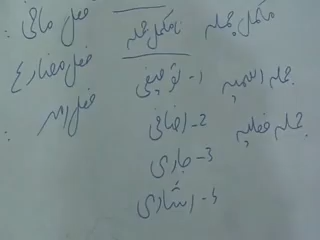 مکمل جملہ نامکمل جملہ فعل ماضی :
جملہ اسمیہ 1- توصیفی فعل مضارع
جملہ فعلیہ 2- اضافی فعل امر :
3- جاری
4- اشاری